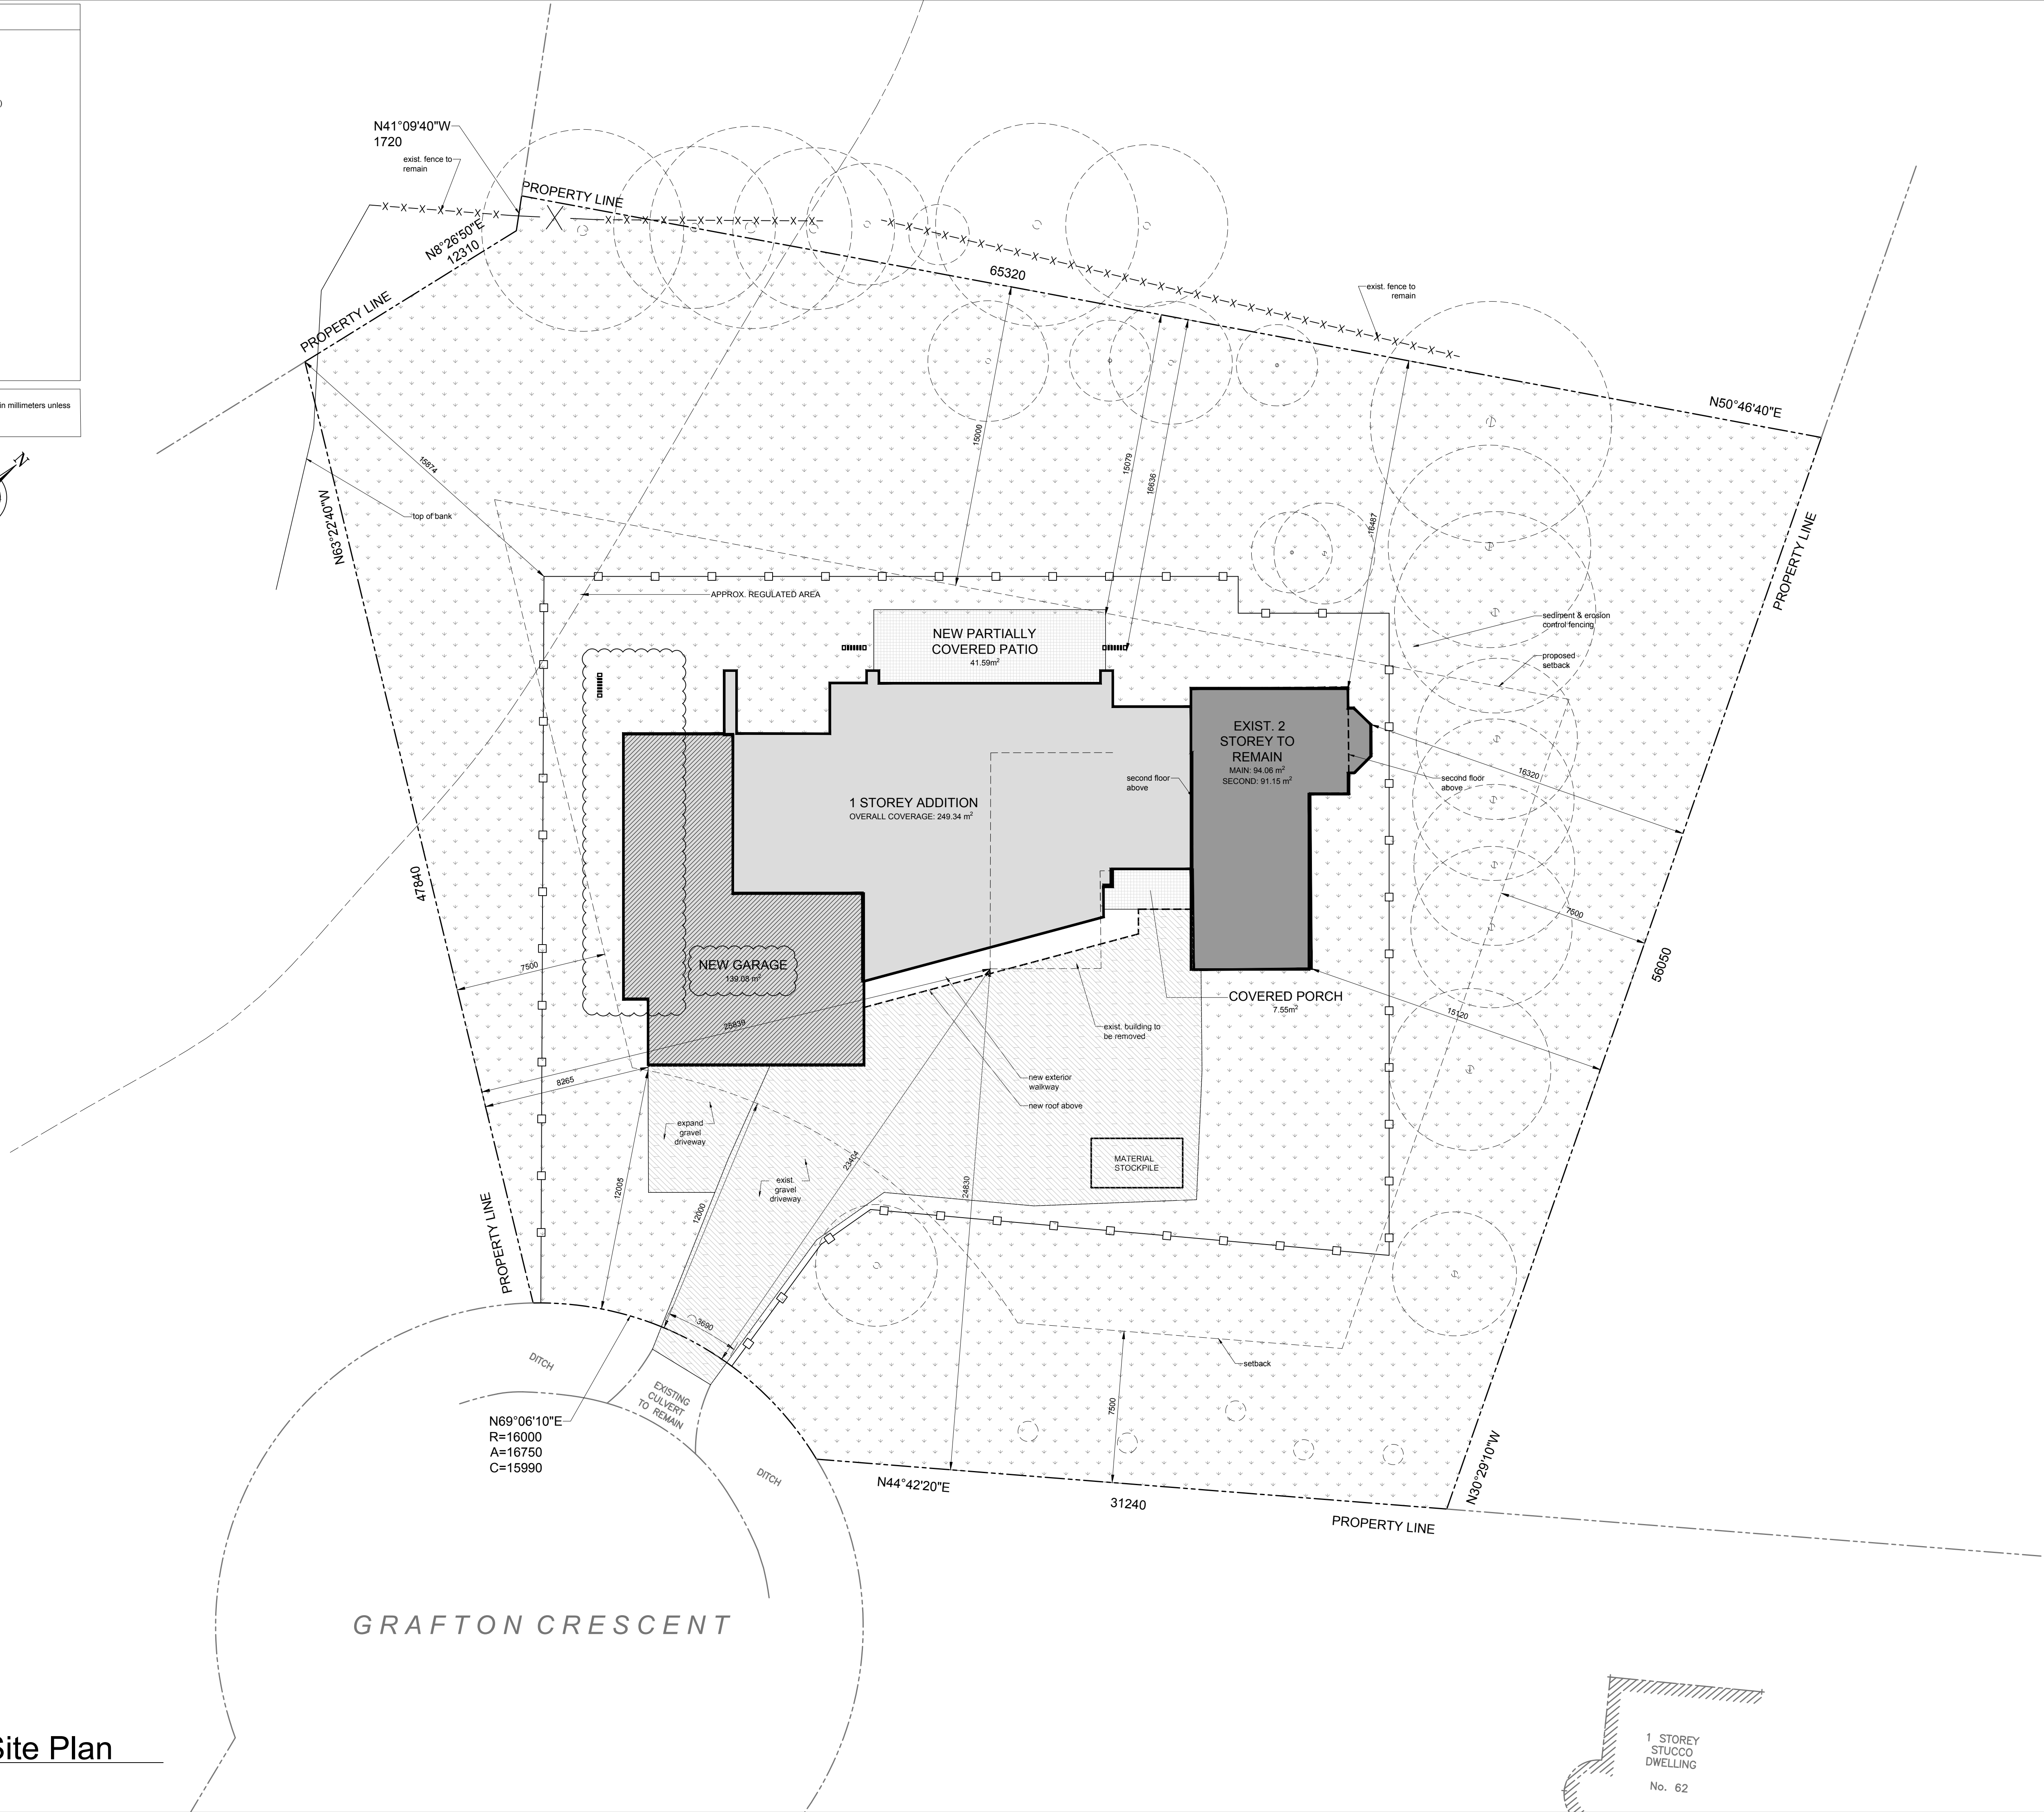 )
in millimeters unless
N
N41°09'40"W
1720
exist. fence to
remain
PROPERTY LINE
N8°26'50"E
12310
PROPERTY LINE
65320
exist. fence to
remain
N50°46'40"E
15874
top of bank
N63°22'40"W
15000
15079
16636
16487
PROPERTY LINE
APPROX. REGULATED AREA
NEW PARTIALLY
COVERED PATIO
41.59m²
sediment & erosion
control fencing
proposed
setback
EXIST. 2
STOREY TO
REMAIN
MAIN: 94.06 m²
SECOND: 91.15 m²
second floor
above
second floor
above
16320
1 STOREY ADDITION
OVERALL COVERAGE: 249.34 m²
47840
7500
7500
56050
NEW GARAGE
139.08 m²
COVERED PORCH
7.55m²
15120
25839
exist. building to
be removed
8265
new exterior
walkway
new roof above
expand
gravel
driveway
exist.
gravel
driveway
MATERIAL
STOCKPILE
12005
12000
23404
24830
PROPERTY LINE
3690
setback
7500
DITCH
EXISTING
CULVERT
TO REMAIN
DITCH
N69°06'10"E
R=16000
A=16750
C=15990
N44°42'20"E
31240
PROPERTY LINE
N30°29'10"W
GRAFTON CRESCENT
Site Plan
1 STOREY
STUCCO
DWELLING
No. 62